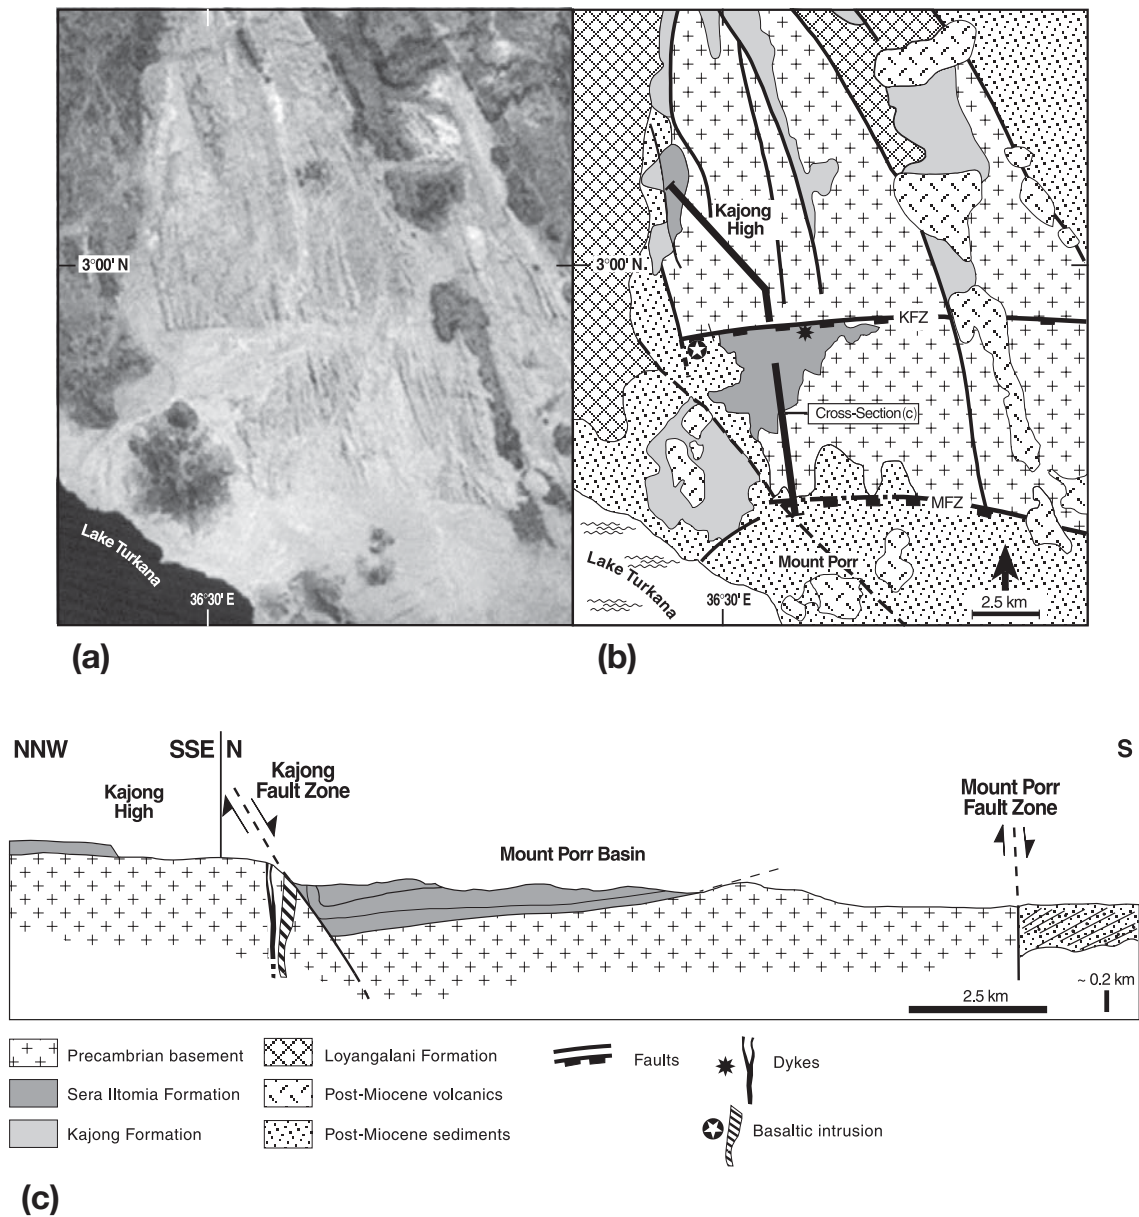 3°00' N
Lake Turkana
36°30' E
(a)
Kajong
High
3°00' N
KFZ
Cross-Section(c)
MFZ
Mount Porr
Lake Turkana
36°30' E
2.5 km
(b)
NNW
SSE
N
S
Kajong
High
Kajong
Fault Zone
Mount Porr Basin
Mount Porr
Fault Zone
2.5 km
~ 0.2 km
Precambrian basement
Sera Iltomia Formation
Kajong Formation
Loyangalani Formation
Post-Miocene volcanics
Post-Miocene sediments
Faults
Dykes
Basaltic intrusion
(c)